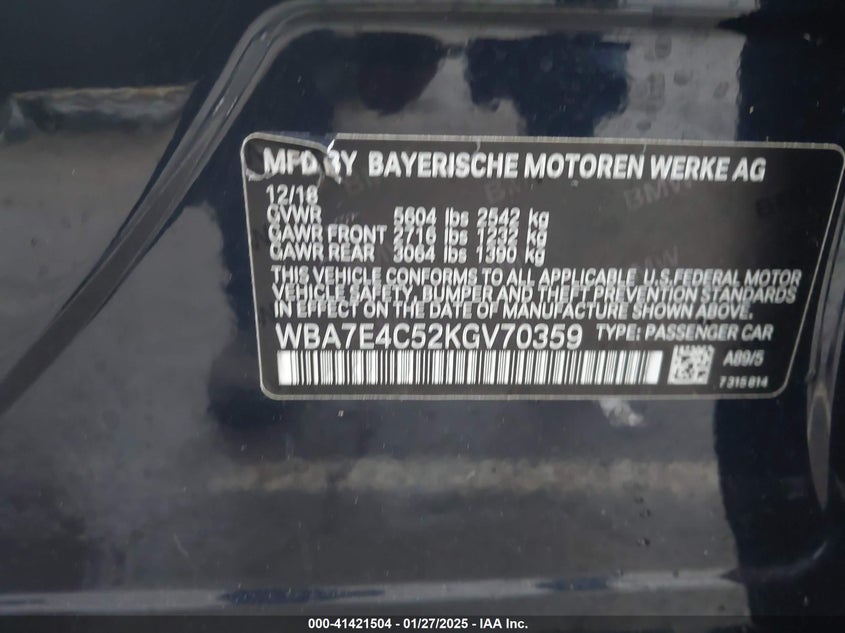 MFD BY BAYERISCHE MOTOREN WERKE AG
12/18
GVWR 5604 lbs 2542 kg
GAWR FRONT 2716 lbs 1232 kg
GAWR REAR 3064 lbs 1390 kg
THIS VEHICLE CONFORMS TO ALL APPLICABLE U.S. FEDERAL MOTOR
VEHICLE SAFETY, BUMPER AND THEFT PREVENTION STANDARDS
IN EFFECT ON THE DATE OF MANUFACTURE SHOWN ABOVE.
WBA7E4C52KGV70359 TYPE: PASSENGER CAR
A89/5
7 315 814
000-41421504 — 01/27/2025 — IAA Inc.